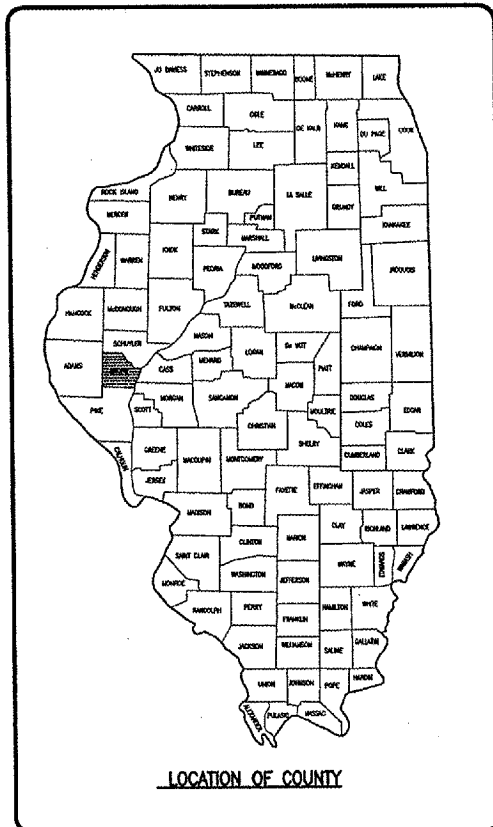 JO DAVIESS STEPHENSON WINNEBAGO BOONE McHENRY LAKE
CARROLL OGLE DE KALB KANE COOK
DU PAGE
WHITESIDE LEE
KENDALL
ROCK ISLAND HENRY BUREAU LA SALLE GRUNDY WILL
MERCER PUTNAM KANKAKEE
STARK MARSHALL
HENDERSON WARREN KNOX PEORIA WOODFORD LIVINGSTON IROQUOIS
HANCOCK McDONOUGH FULTON TAZEWELL McCLEAN FORD
MASON
SCHUYLER LOGAN De WITT CHAMPAIGN VERMILION
ADAMS CASS MENARD PIATT
MACON
PIKE SCOTT MORGAN SANGAMON DOUGLAS
MOULTRIE COLES EDGAR
CHRISTIAN
CALHOUN GREENE MACOUPIN MONTGOMERY SHELBY CUMBERLAND CLARK
JERSEY
FAYETTE EFFINGHAM JASPER CRAWFORD
MADISON BOND
CLAY RICHLAND LAWRENCE
CLINTON MARION
SAINT CLAIR WAYNE EDWARDS WABASH
WASHINGTON JEFFERSON
MONROE
RANDOLPH PERRY HAMILTON WHITE
FRANKLIN
JACKSON WILLIAMSON SALINE GALLATIN
UNION JOHNSON POPE HARDIN
ALEXANDER PULASKI MASSAC
LOCATION OF COUNTY